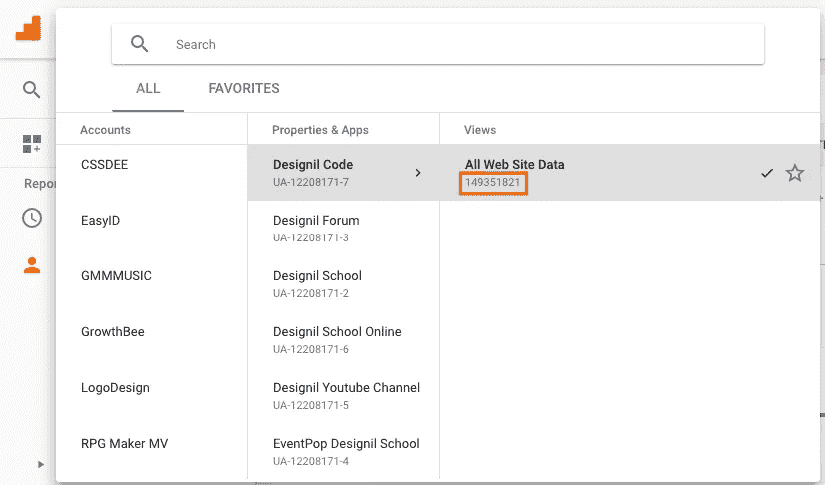 Search
ALL FAVORITES
Accounts
Properties & Apps
Views
CSSDEE
EasyID
GMMMUSIC
GrowthBee
LogoDesign
RPG Maker MV
Designil Code
UA-12208171-7
Designil Forum
UA-12208171-3
Designil School
UA-12208171-2
Designil School Online
UA-12208171-6
Designil Youtube Channel
UA-12208171-5
EventPop Designil School
UA-12208171-4
All Web Site Data
149351821
Repor